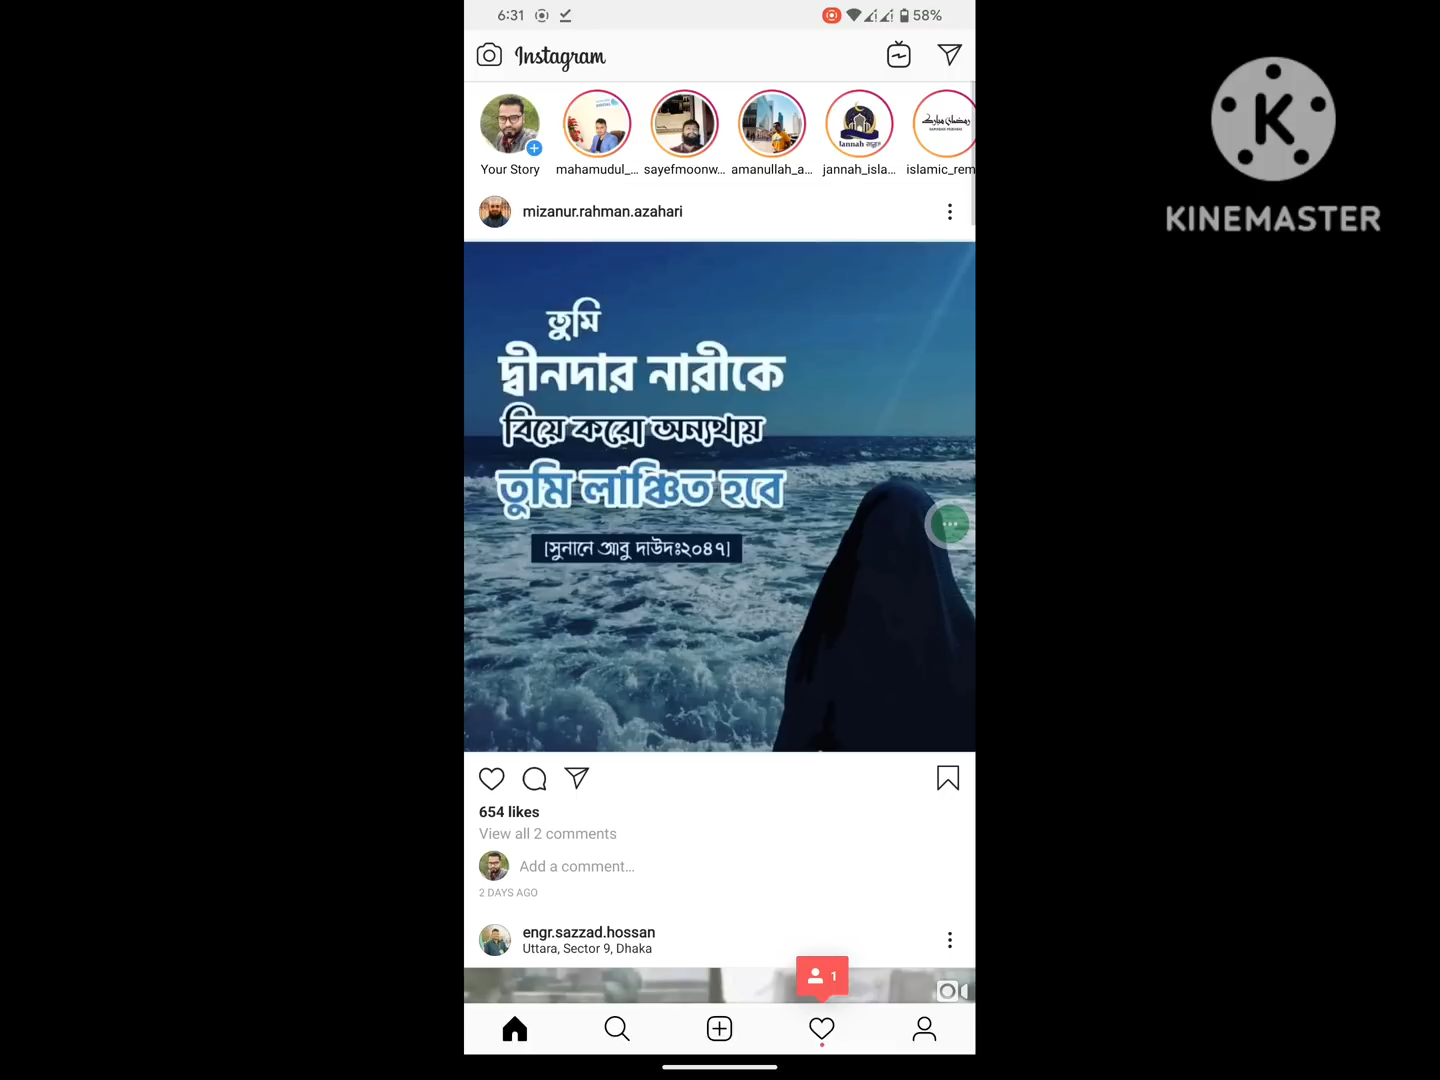 6:31
58%
Instagram
Your Story
mahamudul_...
sayefmoonw...
amanullah_a...
jannah_isla...
islamic_rem
KINEMASTER
mizanur.rahman.azahari
তুমি
দ্বীনদার নারীকে
বিয়ে করো অন্যথায়
তুমি লাঞ্চিত হবে
[সুনানে আবু দাউদঃ২০৪৭]
654 likes
View all 2 comments
Add a comment...
2 DAYS AGO
engr.sazzad.hossan
Uttara, Sector 9, Dhaka
1